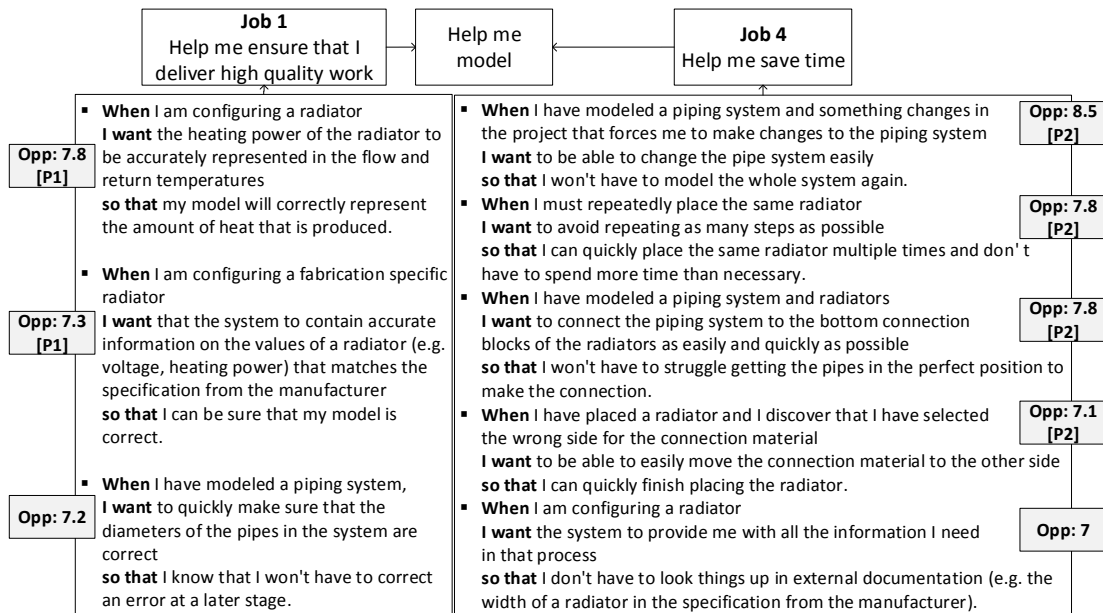 Job 1
Help me ensure that I
deliver high quality work
Help me
model
Job 4
Help me save time
▪ When I am configuring a radiator
I want the heating power of the radiator to
be accurately represented in the flow and
return temperatures
so that my model will correctly represent
the amount of heat that is produced.
Opp: 7.8
[P1]
▪ When I am configuring a fabrication specific
radiator
I want that the system to contain accurate
information on the values of a radiator (e.g.
voltage, heating power) that matches the
specification from the manufacturer
so that I can be sure that my model is
correct.
Opp: 7.3
[P1]
▪ When I have modeled a piping system,
I want to quickly make sure that the
diameters of the pipes in the system are
correct
so that I know that I won't have to correct
an error at a later stage.
Opp: 7.2
▪ When I have modeled a piping system and something changes in
the project that forces me to make changes to the piping system
I want to be able to change the pipe system easily
so that I won't have to model the whole system again.
Opp: 8.5
[P2]
▪ When I must repeatedly place the same radiator
I want to avoid repeating as many steps as possible
so that I can quickly place the same radiator multiple times and don't
have to spend more time than necessary.
Opp: 7.8
[P2]
▪ When I have modeled a piping system and radiators
I want to connect the piping system to the bottom connection
blocks of the radiators as easily and quickly as possible
so that I won't have to struggle getting the pipes in the perfect position to
make the connection.
Opp: 7.8
[P2]
▪ When I have placed a radiator and I discover that I have selected
the wrong side for the connection material
I want to be able to easily move the connection material to the other side
so that I can quickly finish placing the radiator.
Opp: 7.1
[P2]
▪ When I am configuring a radiator
I want the system to provide me with all the information I need
in that process
so that I don't have to look things up in external documentation (e.g. the
width of a radiator in the specification from the manufacturer).
Opp: 7